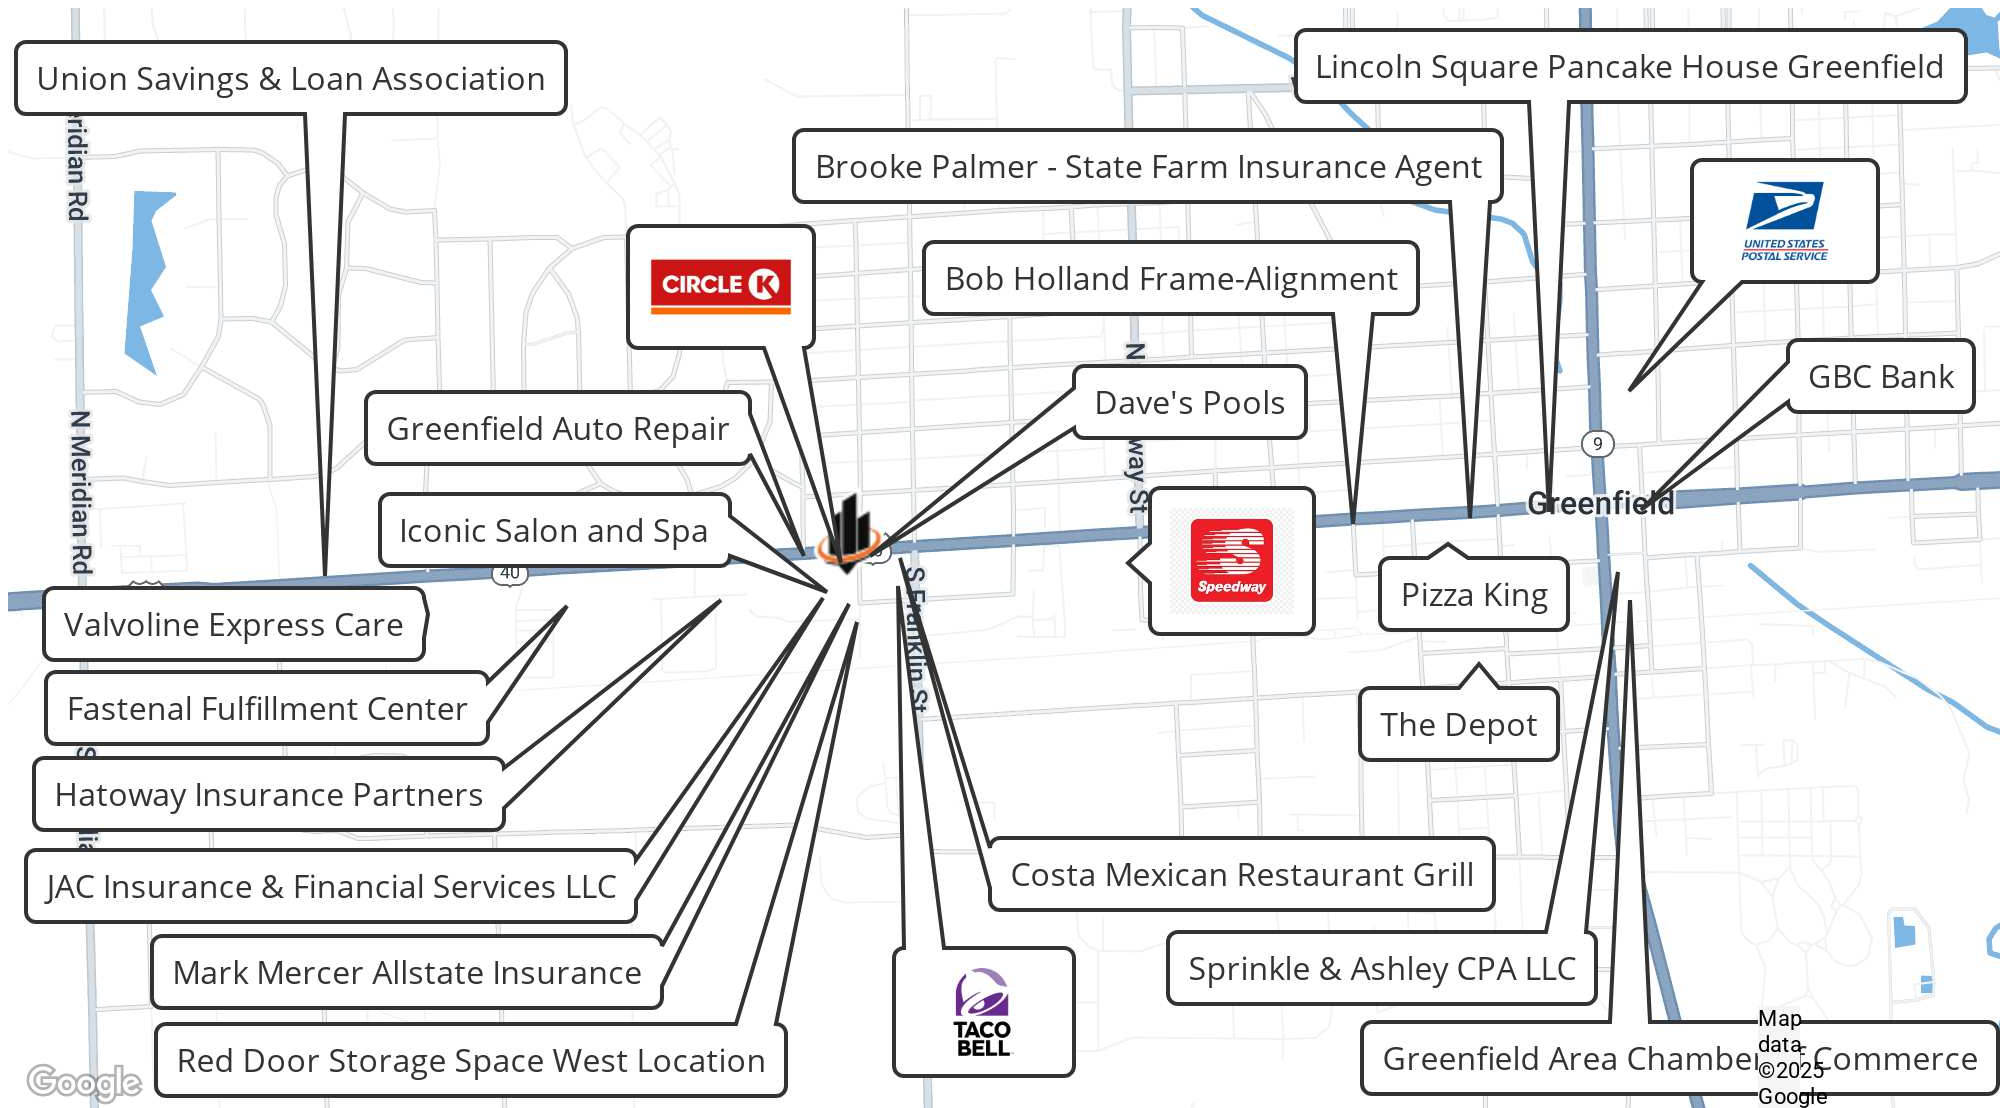 Union Savings & Loan Association
Lincoln Square Pancake House Greenfield
eridian Rd
Brooke Palmer - State Farm Insurance Agent
UNITED STATES
POSTAL SERVICE
CIRCLE K
Bob Holland Frame-Alignment
N
way St
GBC Bank
Dave's Pools
Greenfield Auto Repair
N Meridian Rd
9
Greenfield
Iconic Salon and Spa
40
Speedway
Pizza King
Valvoline Express Care
S Franklin St
Fastenal Fulfillment Center
The Depot
S
Hatoway Insurance Partners
JAC Insurance & Financial Services LLC
Costa Mexican Restaurant Grill
Mark Mercer Allstate Insurance
Sprinkle & Ashley CPA LLC
TACO
BELL
Red Door Storage Space West Location
Greenfield Area Chamber Commerce
Map
data
©2025
Google
Google